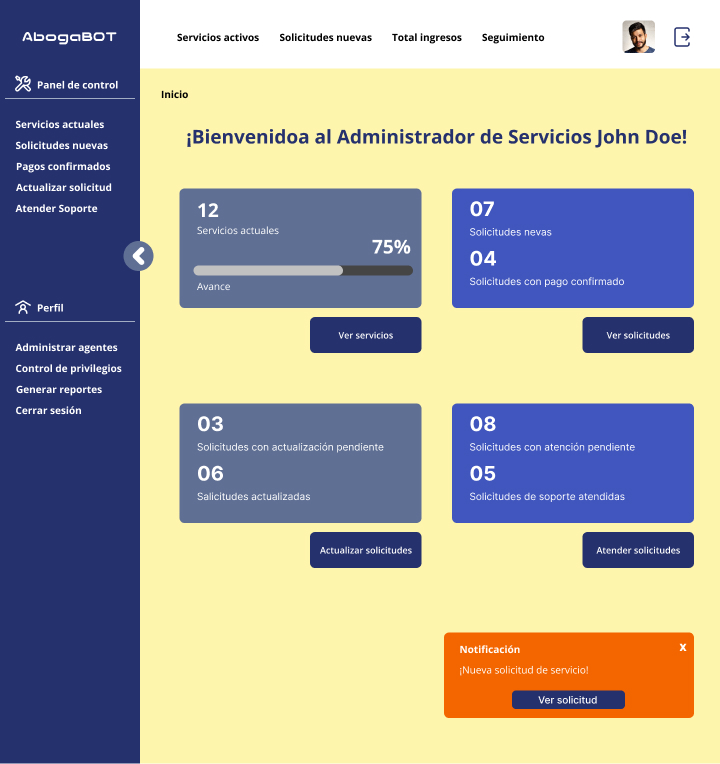 AbogaBOT
Servicios activos
Solicitudes nuevas
Total ingresos
Seguimiento
Panel de control
Servicios actuales
Solicitudes nuevas
Pagos confirmados
Actualizar solicitud
Atender Soporte
Perfil
Administrar agentes
Control de privilegios
Generar reportes
Cerrar sesión
Inicio
¡Bienvenidoa al Administrador de Servicios John Doe!
12
Servicios actuales
75%
Avance
Ver servicios
07
Solicitudes nevas
04
Solicitudes con pago confirmado
Ver solicitudes
03
Solicitudes con actualización pendiente
06
Salicitudes actualizadas
Actualizar solicitudes
08
Solicitudes con atención pendiente
05
Solicitudes de soporte atendidas
Atender solicitudes
Notificación
X
¡Nueva solicitud de servicio!
Ver solicitud